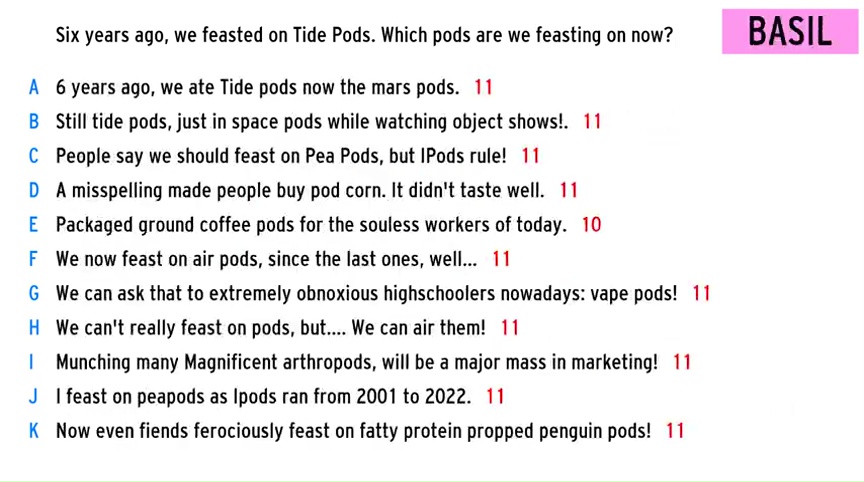 Six years ago, we feasted on Tide Pods. Which pods are we feasting on now?
BASIL
A 6 years ago, we ate Tide pods now the mars pods. 11
B Still tide pods, just in space pods while watching object shows!. 11
C People say we should feast on Pea Pods, but IPods rule! 11
D A misspelling made people buy pod corn. It didn't taste well. 11
E Packaged ground coffee pods for the souless workers of today. 10
F We now feast on air pods, since the last ones, well... 11
G We can ask that to extremely obnoxious highschoolers nowadays: vape pods! 11
H We can't really feast on pods, but.... We can air them! 11
I Munching many Magnificent arthropods, will be a major mass in marketing! 11
J I feast on peapods as Ipods ran from 2001 to 2022. 11
K Now even fiends ferociously feast on fatty protein propped penguin pods! 11